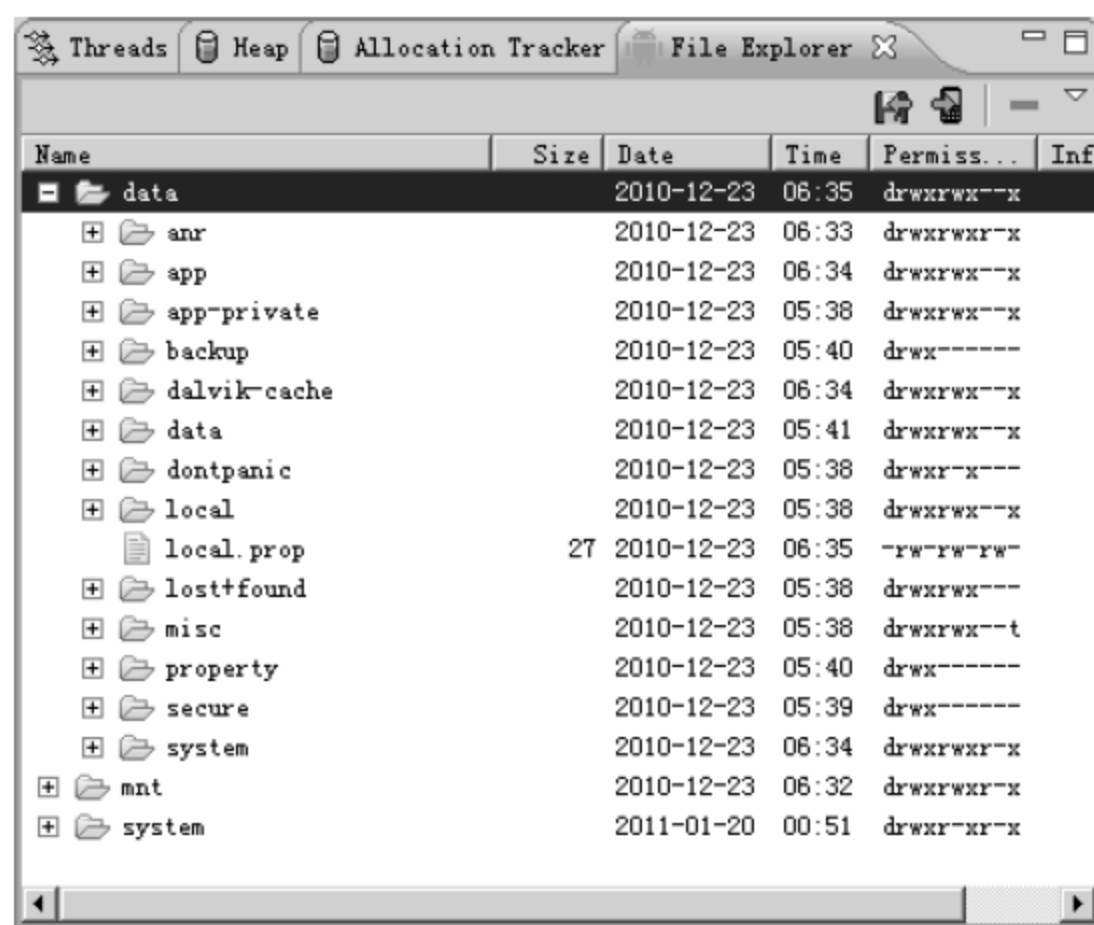 Threads Heap Allocation Tracker File Explorer
Name Size Date Time Permiss... Inf
data 2010-12-23 06:35 drwxrwx--x
anr 2010-12-23 06:33 drwxrwxr-x
app 2010-12-23 06:34 drwxrwx--x
app-private 2010-12-23 05:38 drwxrwx--x
backup 2010-12-23 05:40 drwx------
dalvik-cache 2010-12-23 06:34 drwxrwx--x
data 2010-12-23 05:41 drwxrwx--x
dontpanic 2010-12-23 05:38 drwxr-x---
local 2010-12-23 05:38 drwxrwx--x
local.prop 27 2010-12-23 06:35 -rw-rw-rw-
lost+found 2010-12-23 05:38 drwxrwx---
misc 2010-12-23 05:38 drwxrwx--t
property 2010-12-23 05:40 drwx------
secure 2010-12-23 05:39 drwx------
system 2010-12-23 06:34 drwxrwxr-x
mnt 2010-12-23 06:32 drwxrwxr-x
system 2011-01-20 00:51 drwxr-xr-x